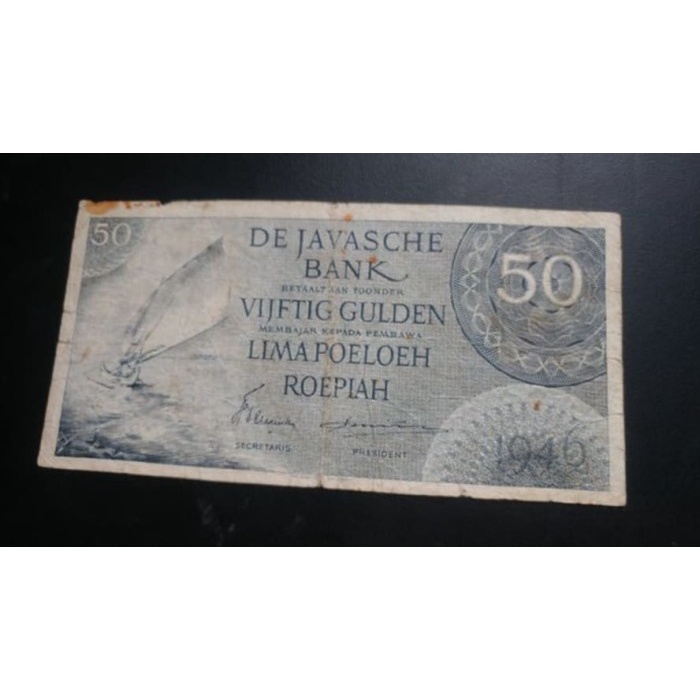 50
DE JAVASCHE
BANK
BETAALT AAN TOONDER
VIJFTIG GULDEN
MEMBAJAR KEPADA PEMBAWA
LIMA POELOEH
ROEPIAH
SECRETARIS PRESIDENT
50
1946